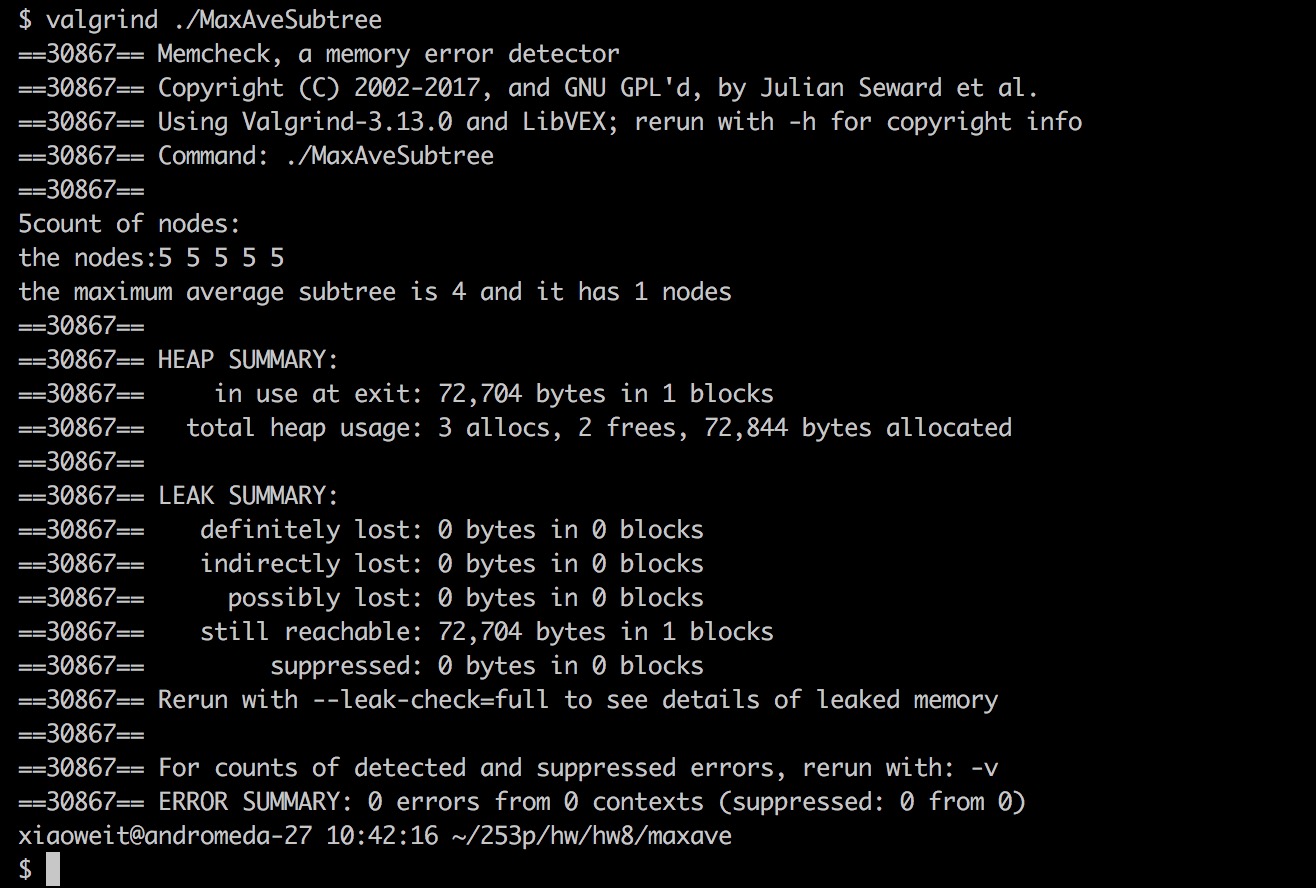 $ valgrind ./MaxAveSubtree
==30867== Memcheck, a memory error detector
==30867== Copyright (C) 2002-2017, and GNU GPL'd, by Julian Seward et al.
==30867== Using Valgrind-3.13.0 and LibVEX; rerun with -h for copyright info
==30867== Command: ./MaxAveSubtree
==30867==
5count of nodes:
the nodes:5 5 5 5 5
the maximum average subtree is 4 and it has 1 nodes
==30867==
==30867== HEAP SUMMARY:
==30867==     in use at exit: 72,704 bytes in 1 blocks
==30867==   total heap usage: 3 allocs, 2 frees, 72,844 bytes allocated
==30867==
==30867== LEAK SUMMARY:
==30867==    definitely lost: 0 bytes in 0 blocks
==30867==    indirectly lost: 0 bytes in 0 blocks
==30867==      possibly lost: 0 bytes in 0 blocks
==30867==    still reachable: 72,704 bytes in 1 blocks
==30867==         suppressed: 0 bytes in 0 blocks
==30867== Rerun with --leak-check=full to see details of leaked memory
==30867==
==30867== For counts of detected and suppressed errors, rerun with: -v
==30867== ERROR SUMMARY: 0 errors from 0 contexts (suppressed: 0 from 0)
xiaoweit@andromeda-27 10:42:16 ~/253p/hw/hw8/maxave
$